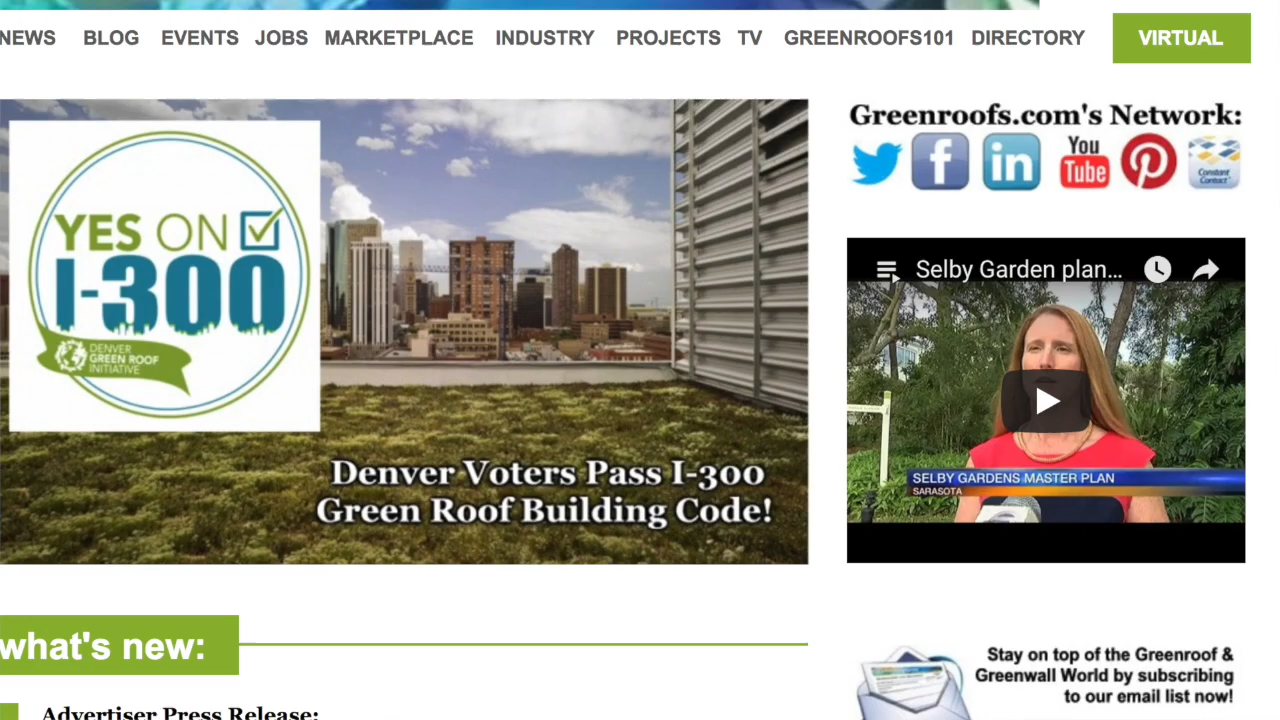 NEWS BLOG EVENTS JOBS MARKETPLACE INDUSTRY PROJECTS TV GREENROOFS101 DIRECTORY VIRTUAL
YES ON
I-300
DENVER
GREEN ROOF
INITIATIVE
Denver Voters Pass I-300
Green Roof Building Code!
Greenroofs.com's Network:
You
Tube
Constant
Contact
Selby Garden plan...
SELBY GARDENS MASTER PLAN
SARASOTA
what's new:
Advertiser Press Release:
Stay on top of the Greenroof &
Greenwall World by subscribing
to our email list now!